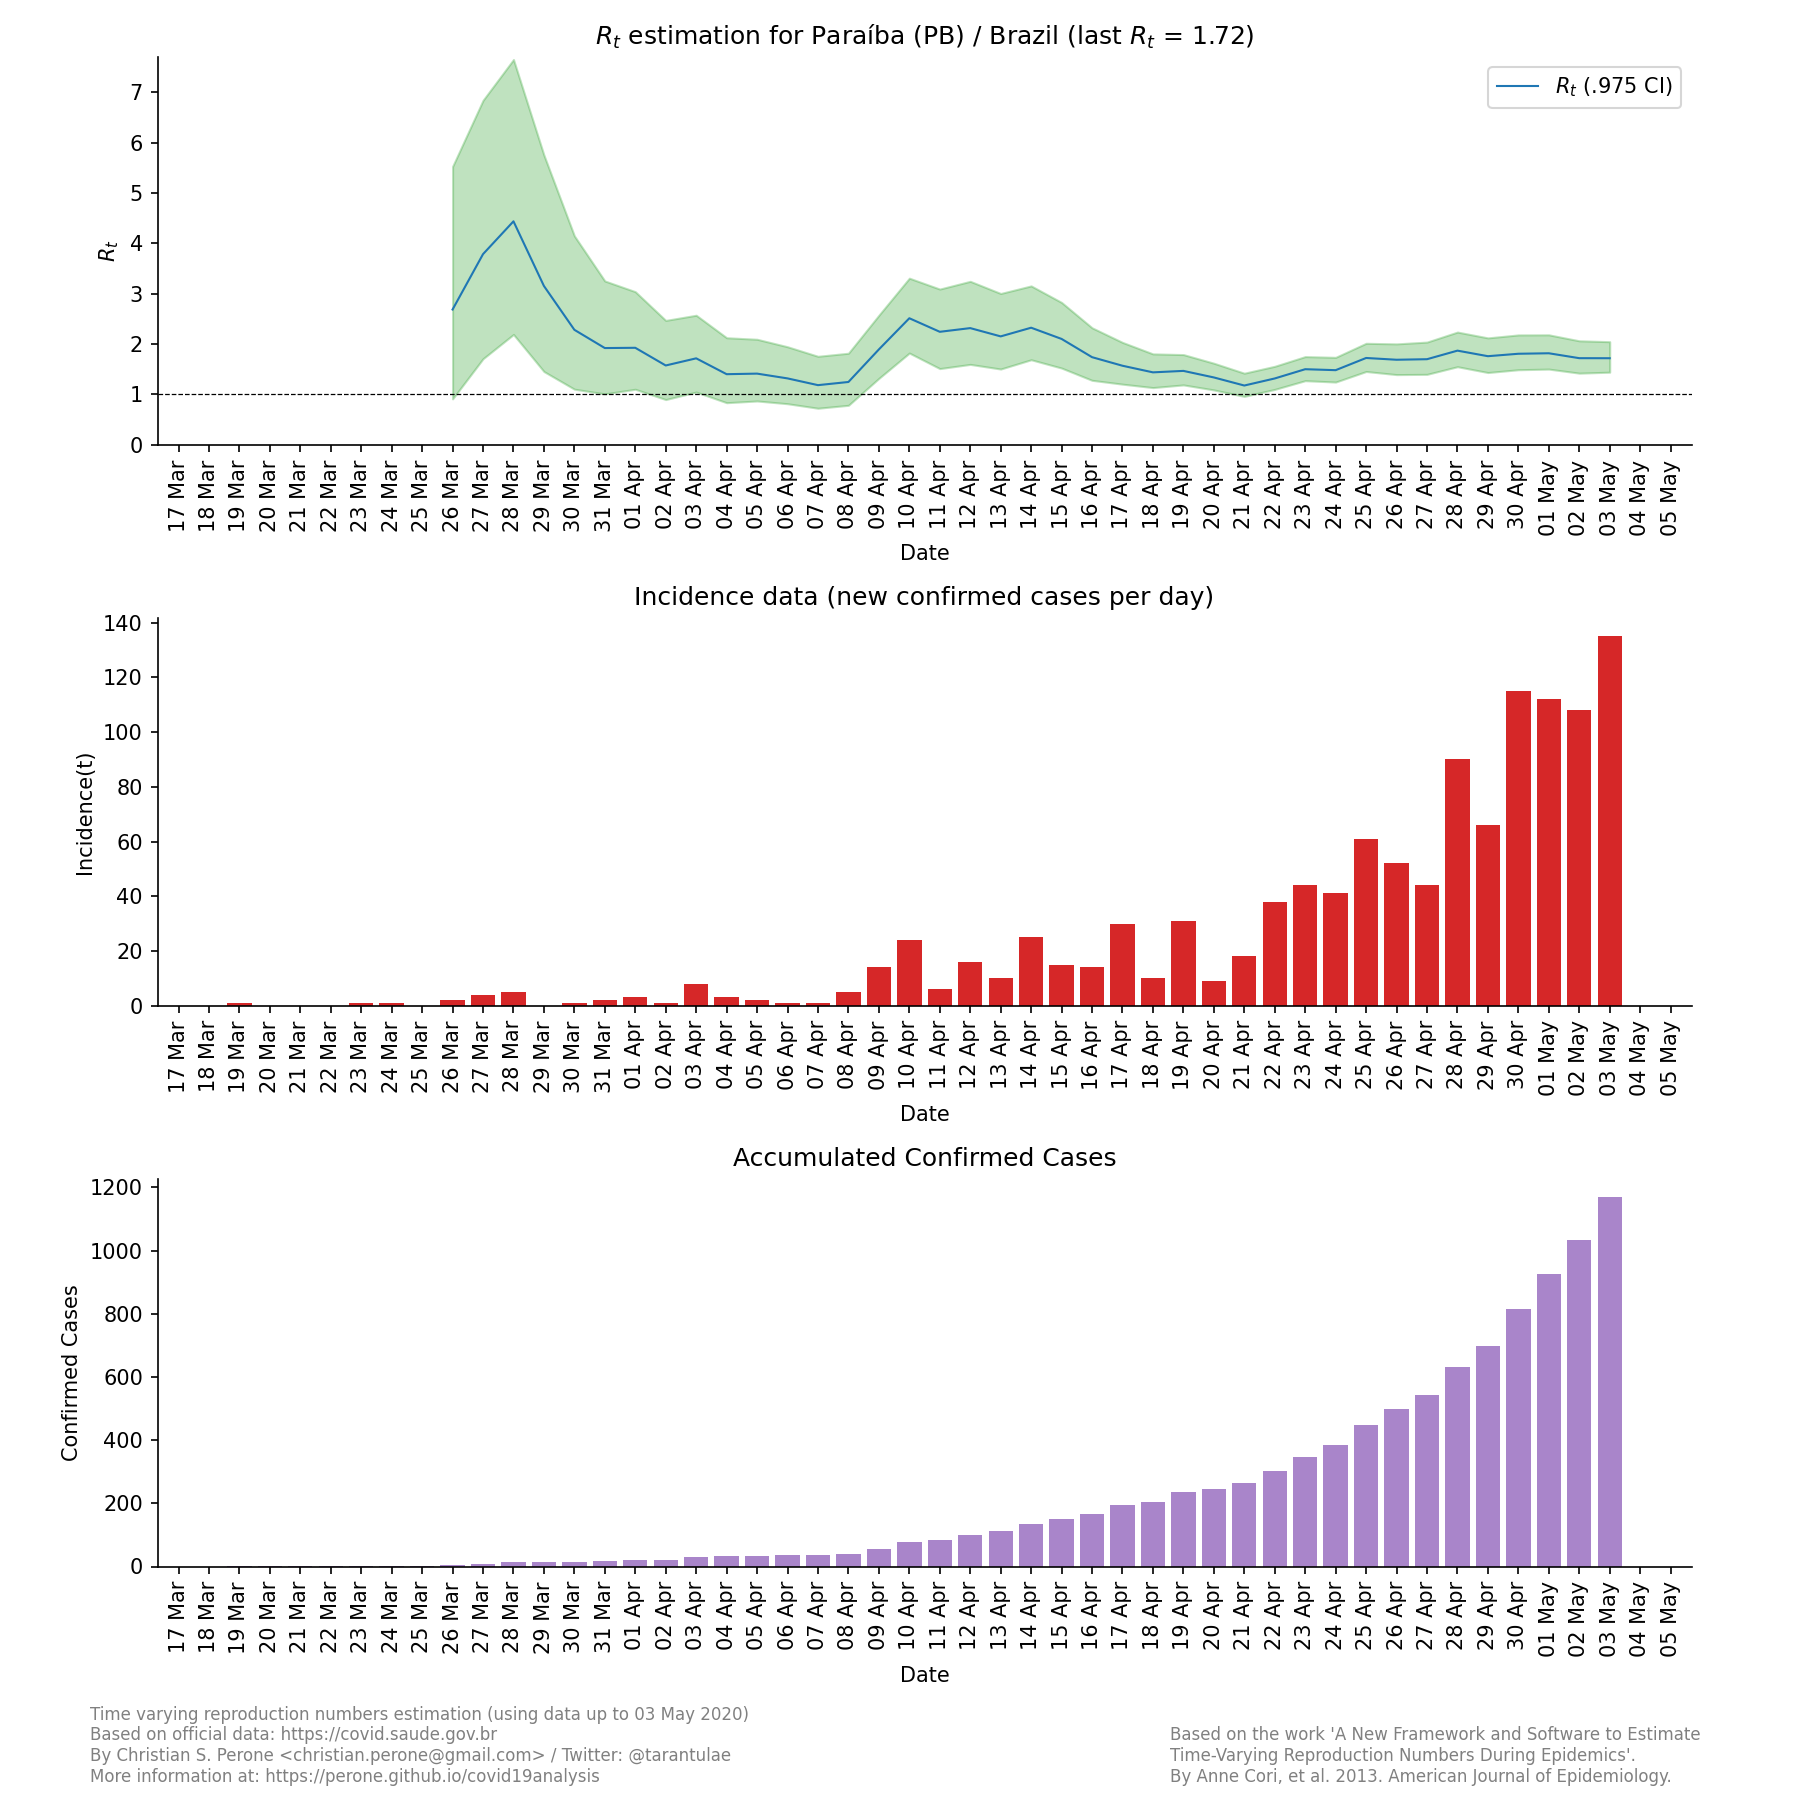 Rt estimation for Paraíba (PB) / Brazil (last Rt = 1.72)
Rt (.975 CI)
7
6
5
4
3
2
1
0
Rt
17 Mar
18 Mar
19 Mar
20 Mar
21 Mar
22 Mar
23 Mar
24 Mar
25 Mar
26 Mar
27 Mar
28 Mar
29 Mar
30 Mar
31 Mar
01 Apr
02 Apr
03 Apr
04 Apr
05 Apr
06 Apr
07 Apr
08 Apr
09 Apr
10 Apr
11 Apr
12 Apr
13 Apr
14 Apr
15 Apr
16 Apr
17 Apr
18 Apr
19 Apr
20 Apr
21 Apr
22 Apr
23 Apr
24 Apr
25 Apr
26 Apr
27 Apr
28 Apr
29 Apr
30 Apr
01 May
02 May
03 May
04 May
05 May
Date
Incidence data (new confirmed cases per day)
140
120
100
80
60
40
20
0
Incidence(t)
17 Mar
18 Mar
19 Mar
20 Mar
21 Mar
22 Mar
23 Mar
24 Mar
25 Mar
26 Mar
27 Mar
28 Mar
29 Mar
30 Mar
31 Mar
01 Apr
02 Apr
03 Apr
04 Apr
05 Apr
06 Apr
07 Apr
08 Apr
09 Apr
10 Apr
11 Apr
12 Apr
13 Apr
14 Apr
15 Apr
16 Apr
17 Apr
18 Apr
19 Apr
20 Apr
21 Apr
22 Apr
23 Apr
24 Apr
25 Apr
26 Apr
27 Apr
28 Apr
29 Apr
30 Apr
01 May
02 May
03 May
04 May
05 May
Date
Accumulated Confirmed Cases
1200
1000
800
600
400
200
0
Confirmed Cases
17 Mar
18 Mar
19 Mar
20 Mar
21 Mar
22 Mar
23 Mar
24 Mar
25 Mar
26 Mar
27 Mar
28 Mar
29 Mar
30 Mar
31 Mar
01 Apr
02 Apr
03 Apr
04 Apr
05 Apr
06 Apr
07 Apr
08 Apr
09 Apr
10 Apr
11 Apr
12 Apr
13 Apr
14 Apr
15 Apr
16 Apr
17 Apr
18 Apr
19 Apr
20 Apr
21 Apr
22 Apr
23 Apr
24 Apr
25 Apr
26 Apr
27 Apr
28 Apr
29 Apr
30 Apr
01 May
02 May
03 May
04 May
05 May
Date
Time varying reproduction numbers estimation (using data up to 03 May 2020)
Based on official data: https://covid.saude.gov.br
By Christian S. Perone <christian.perone@gmail.com> / Twitter: @tarantulae
More information at: https://perone.github.io/covid19analysis
Based on the work 'A New Framework and Software to Estimate
Time-Varying Reproduction Numbers During Epidemics'.
By Anne Cori, et al. 2013. American Journal of Epidemiology.